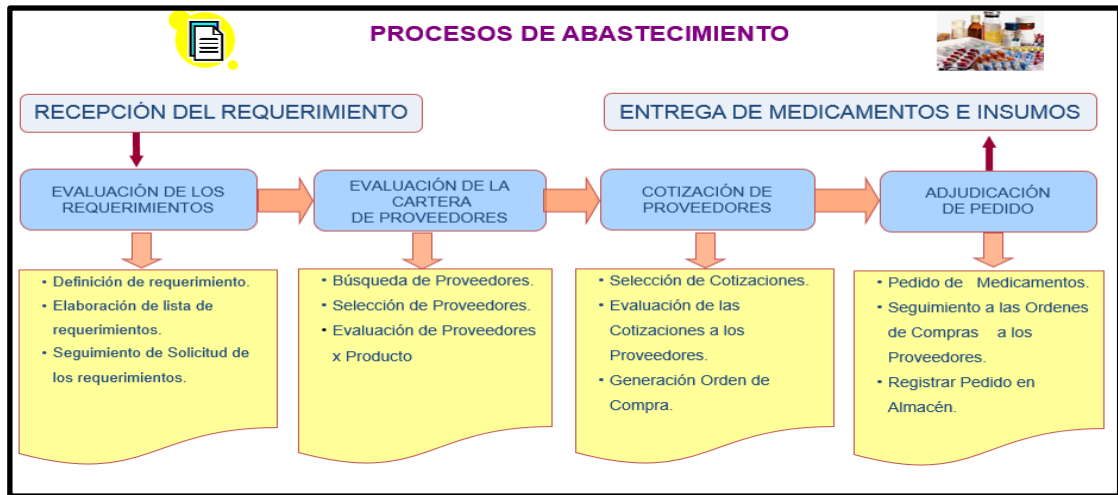 PROCESOS DE ABASTECIMIENTO
RECEPCIÓN DEL REQUERIMIENTO
ENTREGA DE MEDICAMENTOS E INSUMOS
EVALUACIÓN DE LOS
REQUERIMIENTOS
EVALUACIÓN DE LA
CARTERA
DE PROVEEDORES
COTIZACIÓN DE
PROVEEDORES
ADJUDICACIÓN
DE PEDIDO
• Definición de requerimiento.
• Elaboración de lista de
requerimientos.
• Seguimiento de Solicitud de
los requerimientos.
• Búsqueda de Proveedores.
• Selección de Proveedores.
• Evaluación de Proveedores
x Producto
• Selección de Cotizaciones.
• Evaluación de las
Cotizaciones a los
Proveedores.
• Generación Orden de
Compra.
• Pedido de Medicamentos.
• Seguimiento a las Ordenes
de Compras a los
Proveedores.
• Registrar Pedido en
Almacén.